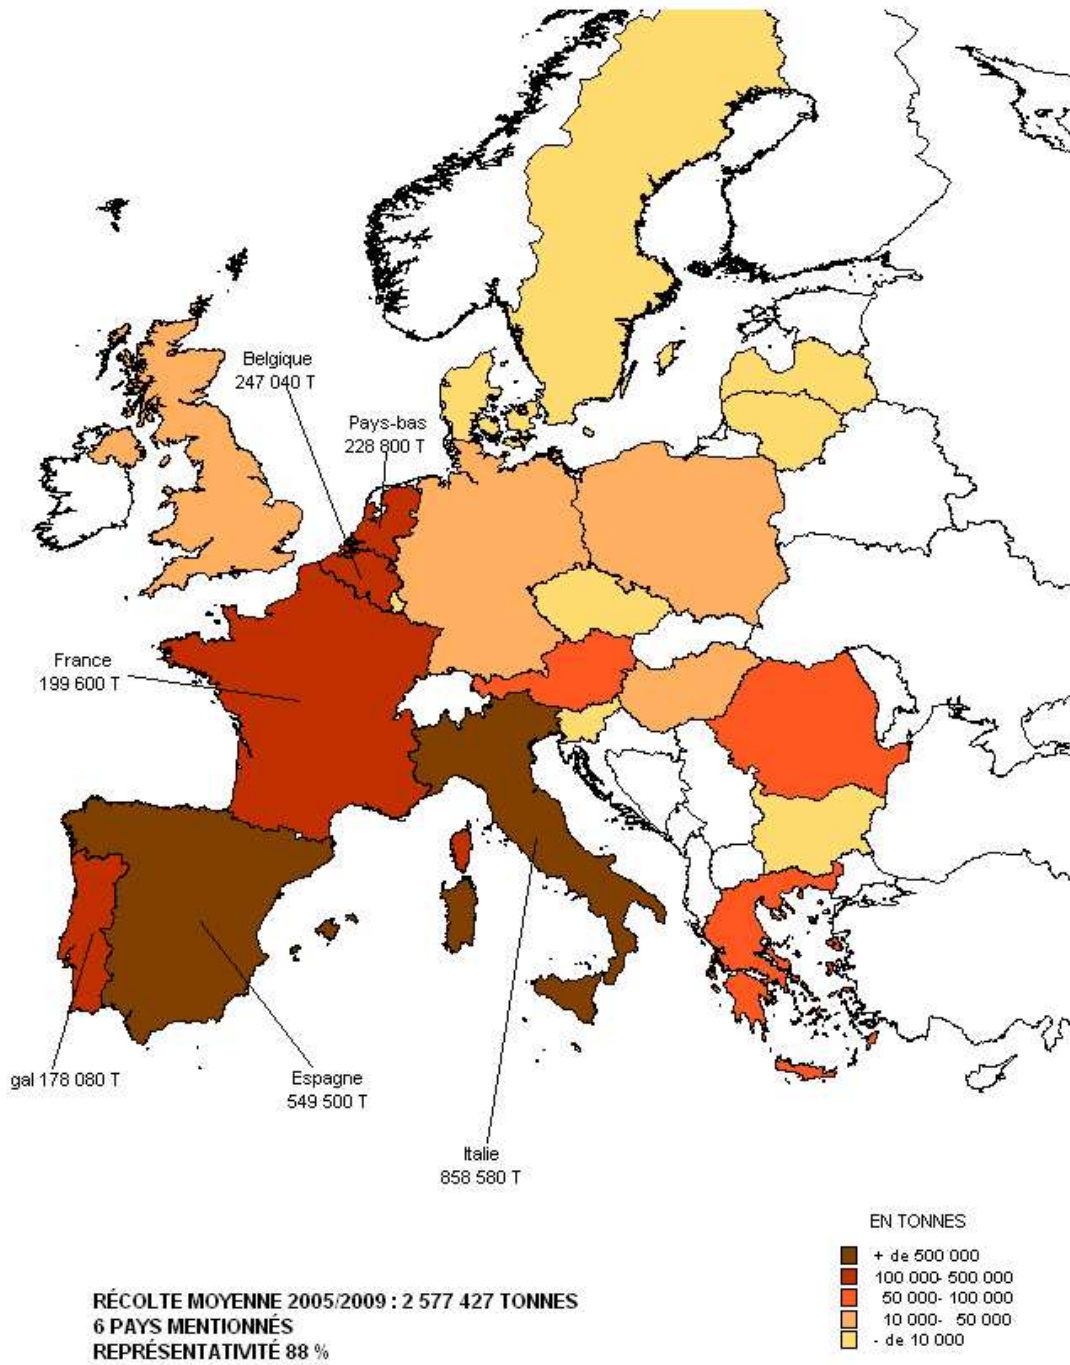 Belgique
247 040 T
Pays-bas
228 800 T
France
199 600 T
gal 178 080 T
Espagne
549 500 T
Italie
858 580 T
EN TONNES
+ de 500 000
100 000- 500 000
50 000- 100 000
10 000- 50 000
- de 10 000
RÉCOLTE MOYENNE 2005/2009 : 2 577 427 TONNES
6 PAYS MENTIONNÉS
REPRÉSENTATIVITÉ 88 %